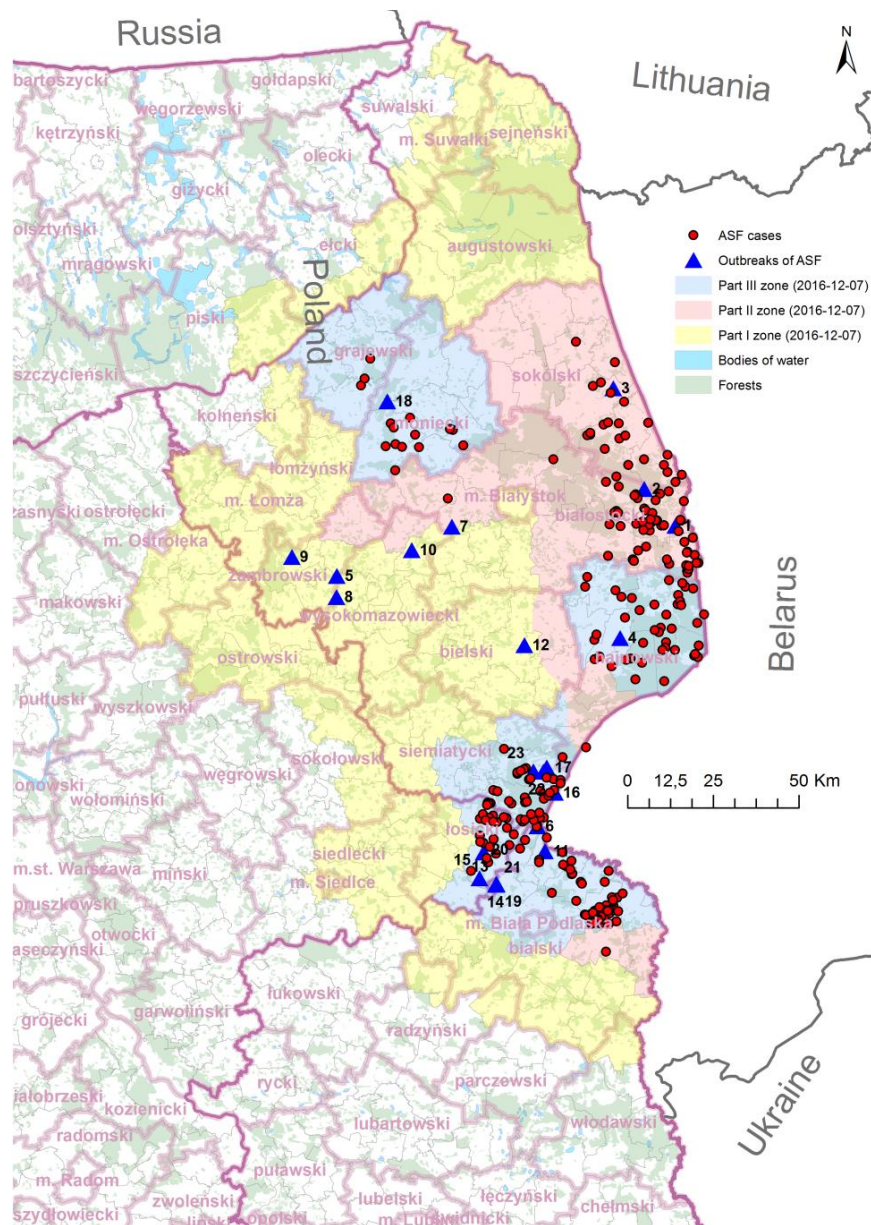 Russia
N
Lithuania
bartoszycki
gołdapski
węgorzewski
suwalski
kętrzyński
m. Suwałki
sejneński
olecki
giżycki
olsztyński
ełcki
augustowski
mrągowski
ASF cases
Outbreaks of ASF
Part III zone (2016-12-07)
Part II zone (2016-12-07)
Part I zone (2016-12-07)
Bodies of water
Forests
Poland
piski
grajewski
szczycieński
sokólski
3
18
kolneński
moniecki
łomżyński
m. Łomża
m. Białystok
2
ostrołęcki
białostocki
1
m. Ostrołęka
7
10
9
zambrowski
5
makowski
8
wysokomazowiecki
Belarus
4
12
bielski
hajnowski
ostrowski
pułtuski
wyszkowski
siemiatycki
23
sokołowski
17
węgrowski
22
16
0 12,5 25 50 Km
wołomiński
6
łosicki
siedlecki
20
11
15
m.st. Warszawa
miński
13
21
m. Siedlce
1419
pruszkowski
m. Biała Podlaska
otwocki
bialski
łukowski
garwoliński
grójecki
radzyński
rycki
parczewski
kozienicki
Ukraine
włodawski
radomski
lubartowski
puławski
m. Radom
łęczyński
zwoleński
lubelski
chełmski
szydłowiecki